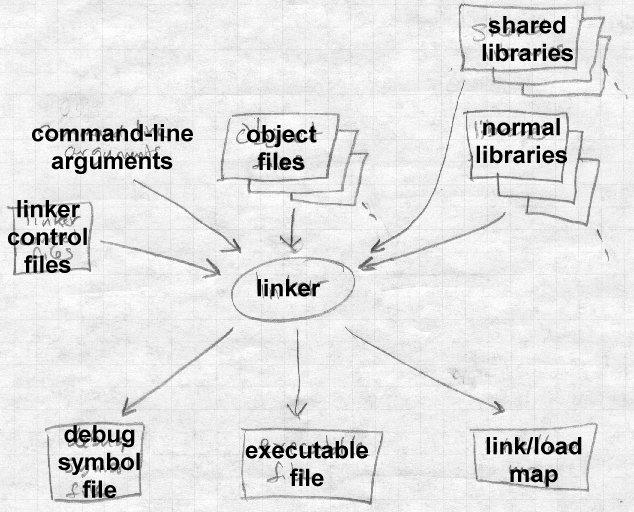 shared
libraries
command-line
arguments
object
files
normal
libraries
linker
control
files
linker
debug
symbol
file
executable
file
link/load
map